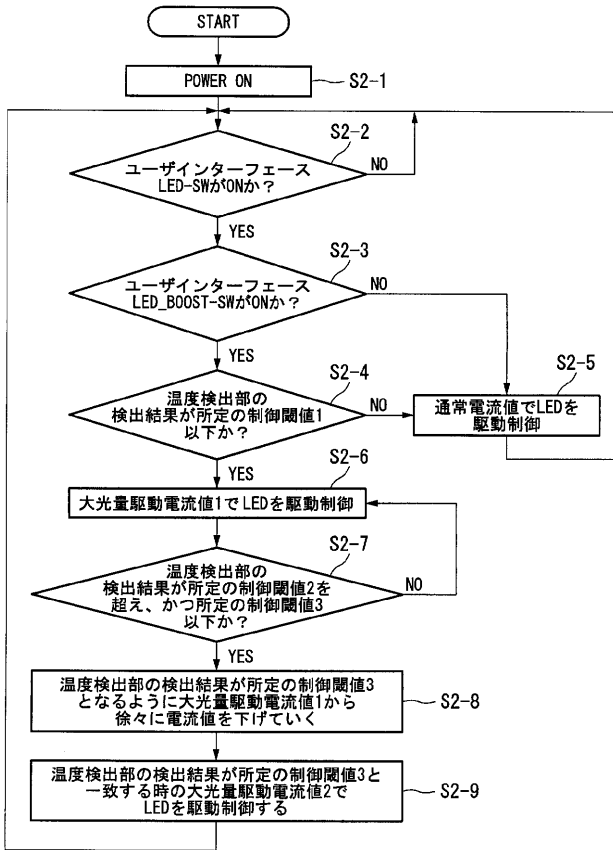 START
POWER ON
S2-1
S2-2
ユーザインターフェース
LED-SWがONか？
NO
YES
S2-3
ユーザインターフェース
LED_BOOST-SWがONか？
NO
YES
S2-4
温度検出部の
検出結果が所定の制御閾値1
以下か？
NO
S2-5
通常電流値でLEDを
駆動制御
YES
S2-6
大光量駆動電流値1でLEDを駆動制御
S2-7
温度検出部の
検出結果が所定の制御閾値2を
超え、かつ所定の制御閾値3
以下か？
NO
YES
温度検出部の検出結果が所定の制御閾値3
となるように大光量駆動電流値1から
徐々に電流値を下げていく
S2-8
温度検出部の検出結果が所定の制御閾値3と
一致する時の大光量駆動電流値2で
LEDを駆動制御する
S2-9